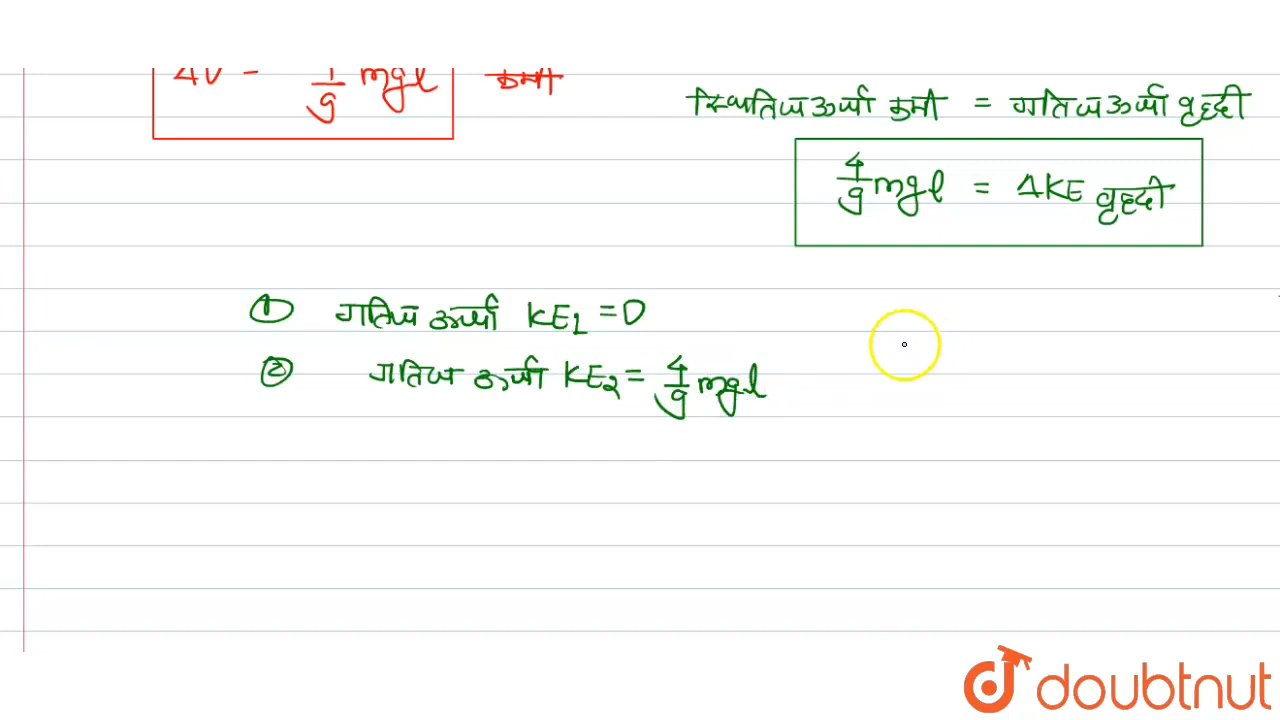 ΔU = 4/9 mgl कमी
स्थितिज ऊर्जा कमी = गतिज ऊर्जा वृद्दी
4/9 mgl = ΔKE वृद्दी
① गतिज ऊर्जा KE1 = 0
② गतिज ऊर्जा KE2 = 4/9 mgl
doubtnut